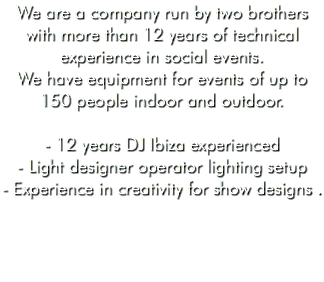 We are a company run by two brothers
with more than 12 years of technical
experience in social events.
We have equipment for events of up to
150 people indoor and outdoor.
- 12 years DJ Ibiza experienced
- Light designer operator lighting setup
- Experience in creativity for show designs .